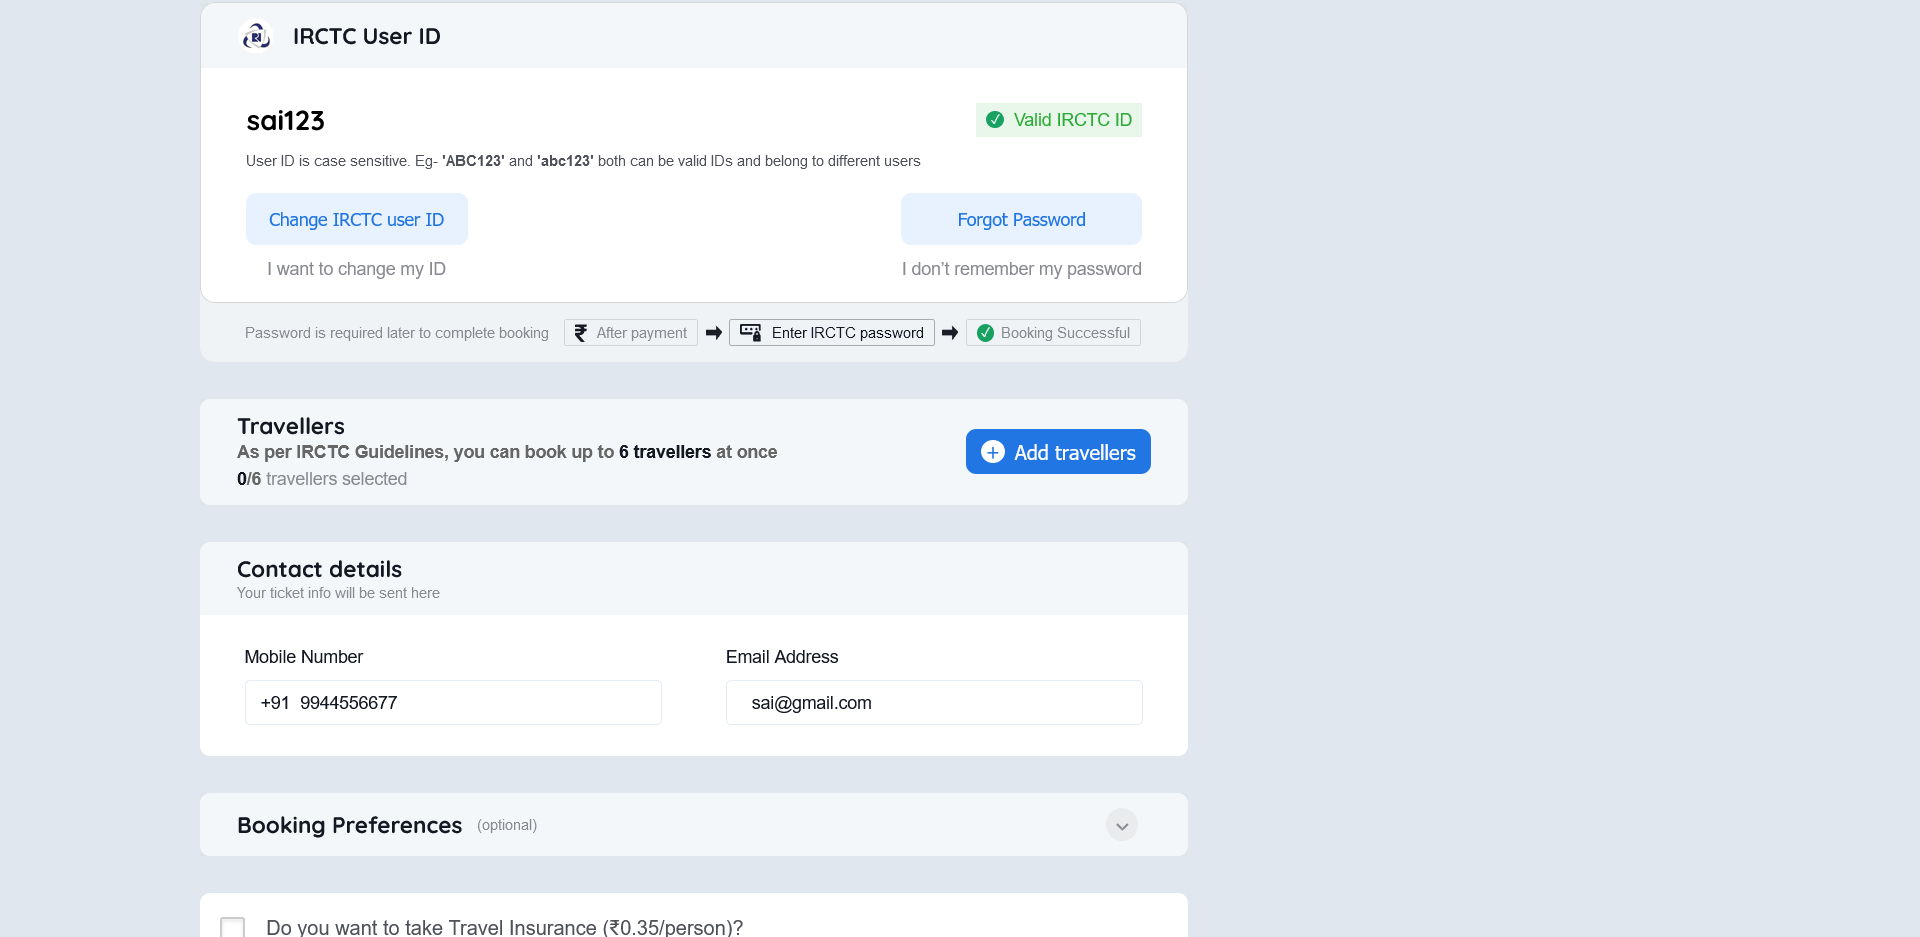 IRCTC User ID
sai123
Valid IRCTC ID
User ID is case sensitive. Eg- 'ABC123' and 'abc123' both can be valid IDs and belong to different users
Change IRCTC user ID
Forgot Password
I want to change my ID
I don't remember my password
Password is required later to complete booking
After payment
Enter IRCTC password
Booking Successful
Travellers
As per IRCTC Guidelines, you can book up to 6 travellers at once
0/6 travellers selected
Add travellers
Contact details
Your ticket info will be sent here
Mobile Number
Email Address
+91 9944556677
sai@gmail.com
Booking Preferences (optional)
Do you want to take Travel Insurance (₹0.35/person)?